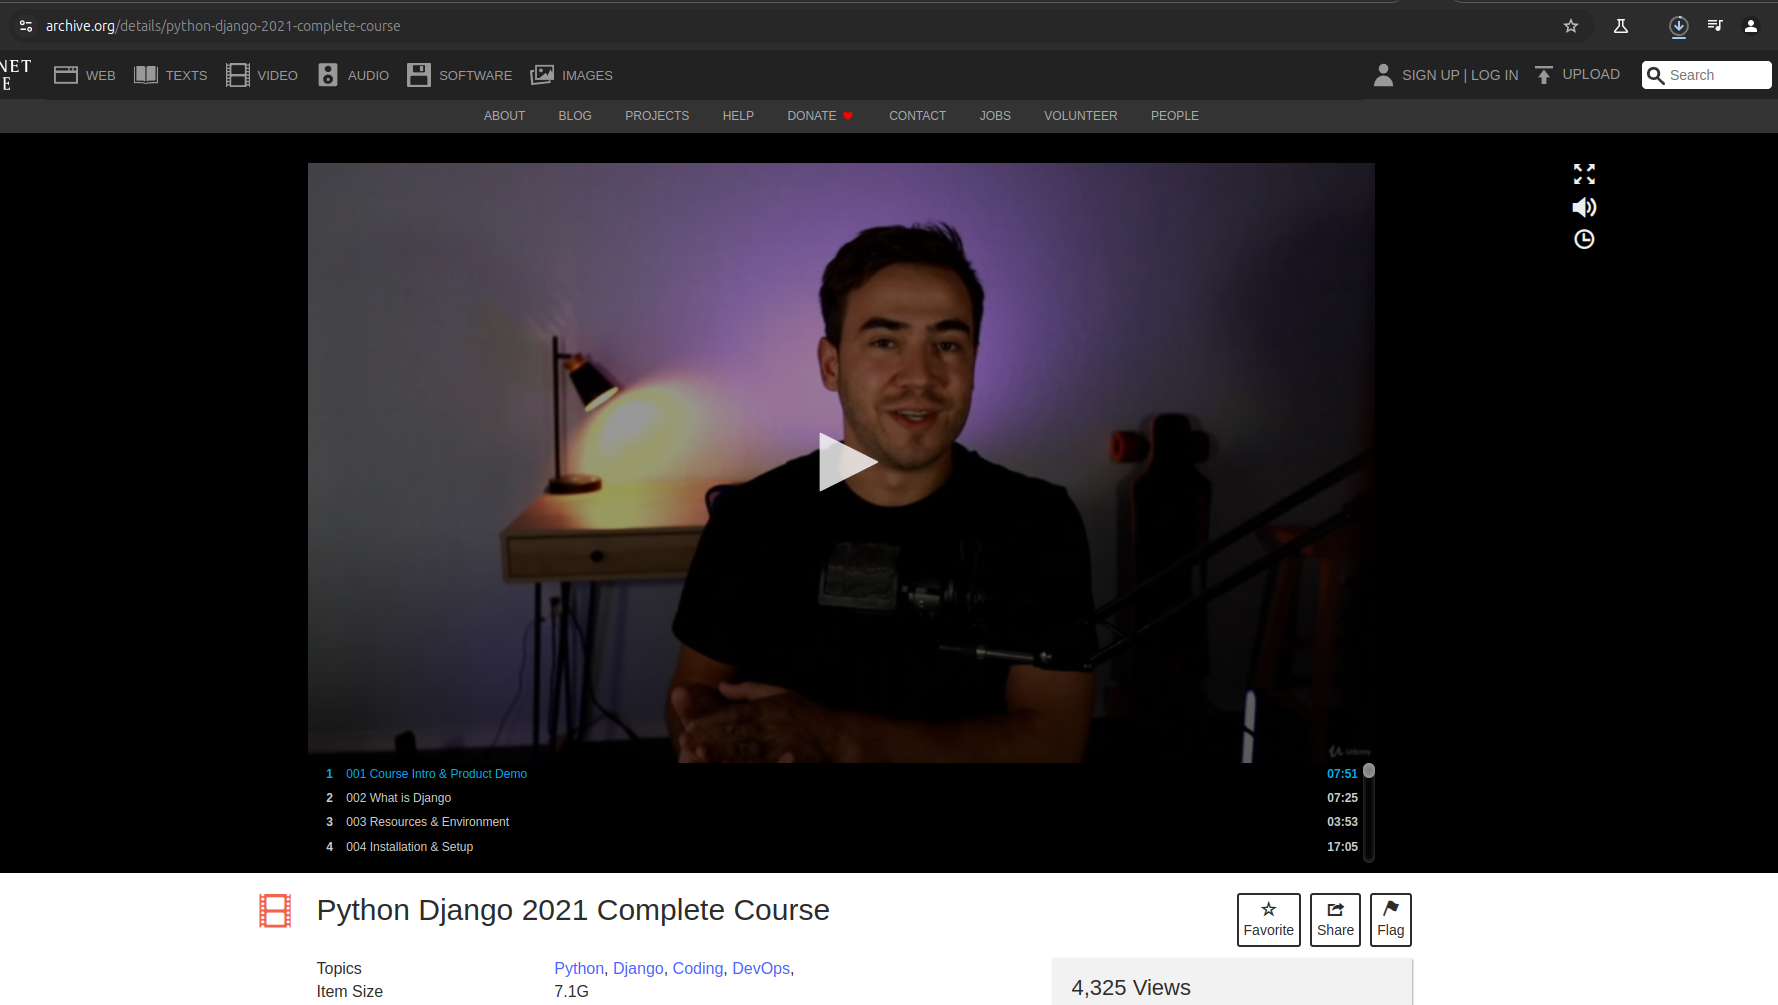 archive.org/details/python-django-2021-complete-course
NET
E
WEB
TEXTS
VIDEO
AUDIO
SOFTWARE
IMAGES
SIGN UP | LOG IN
UPLOAD
Search
ABOUT
BLOG
PROJECTS
HELP
DONATE
CONTACT
JOBS
VOLUNTEER
PEOPLE
Udemy
1 001 Course Intro & Product Demo 07:51
2 002 What is Django 07:25
3 003 Resources & Environment 03:53
4 004 Installation & Setup 17:05
Python Django 2021 Complete Course
Favorite
Share
Flag
Topics Python, Django, Coding, DevOps,
Item Size 7.1G
4,325 Views